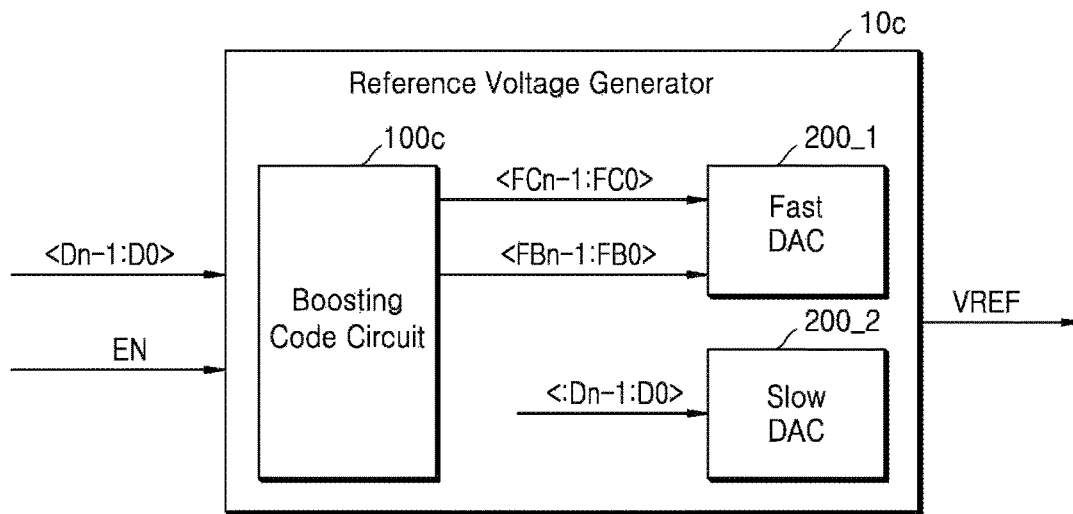 10c
Reference Voltage Generator
100c
200_1
<FCn-1:FC0>
Fast
DAC
<Dn-1:D0>
<FBn-1:FB0>
Boosting
Code Circuit
VREF
EN
200_2
<:Dn-1:D0>
Slow
DAC